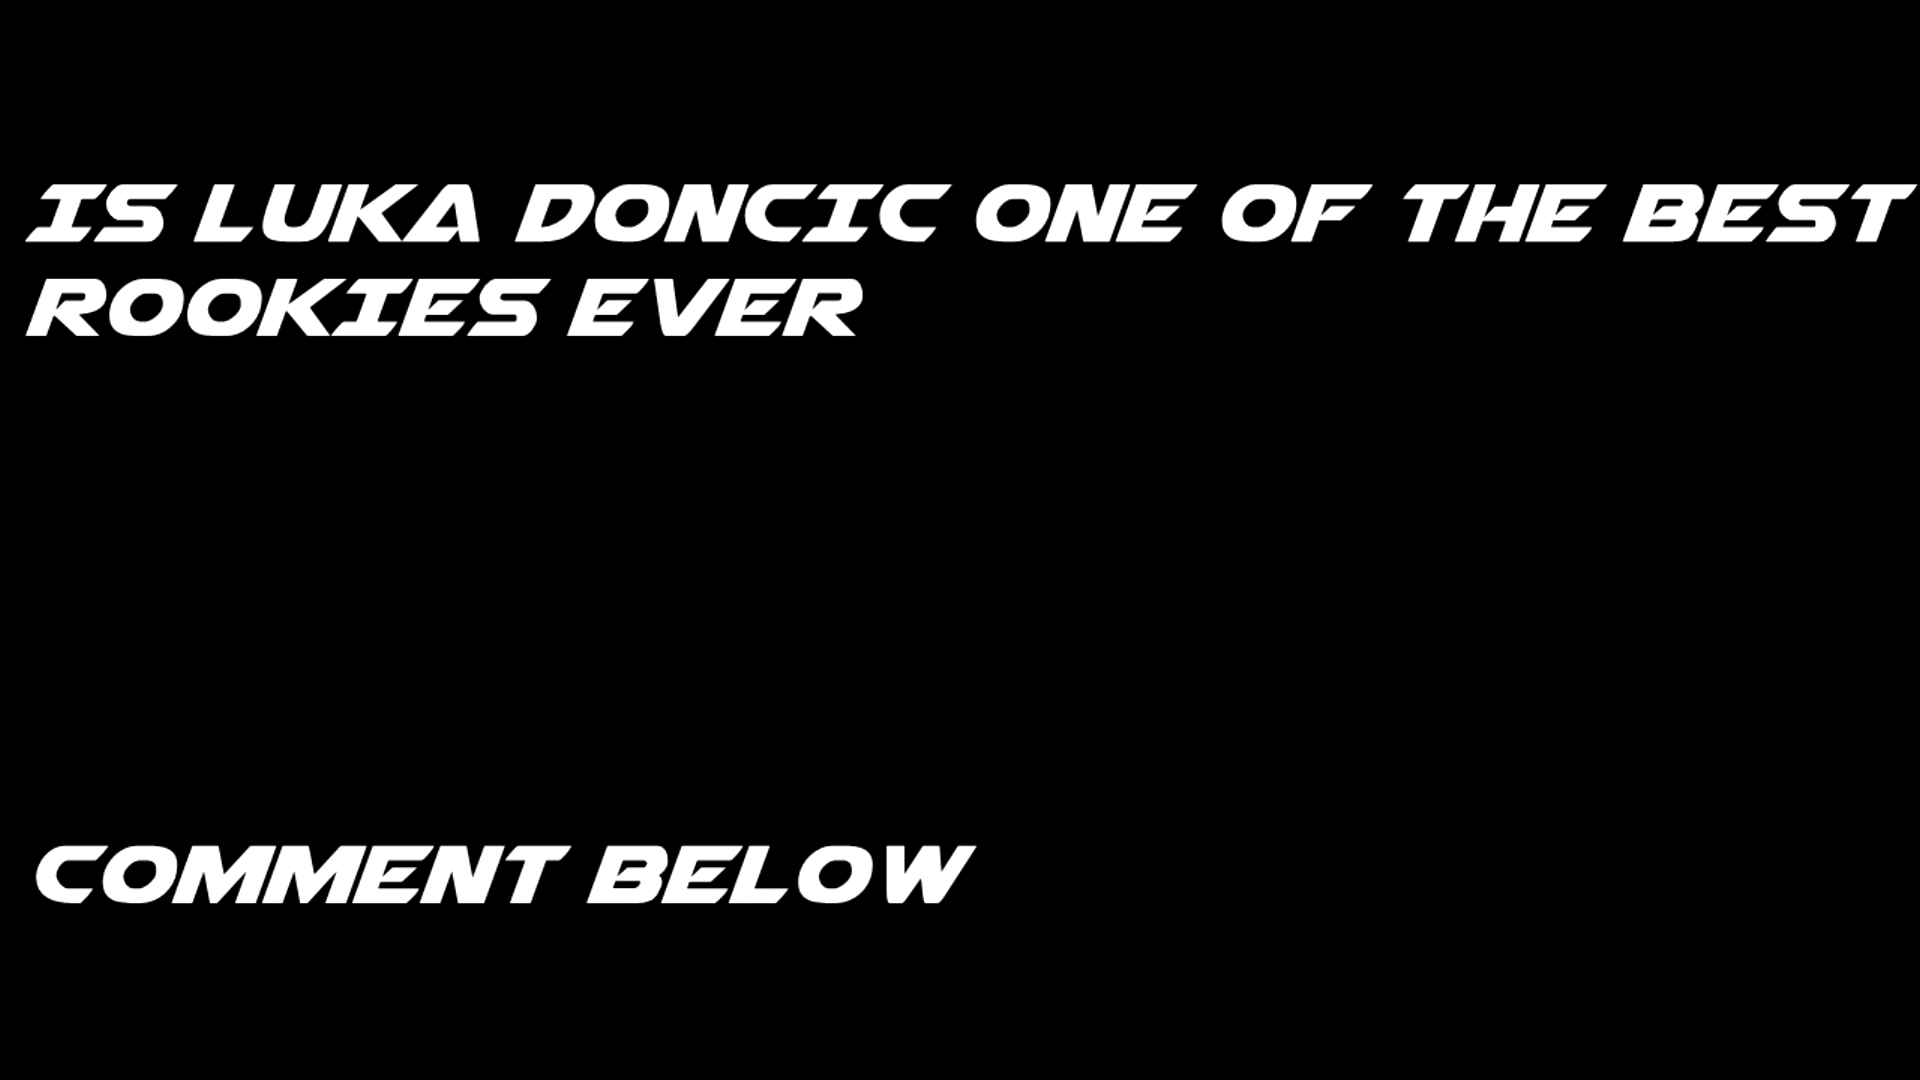 IS LUKA DONCIC ONE OF THE BEST
ROOKIES EVER
COMMENT BELOW